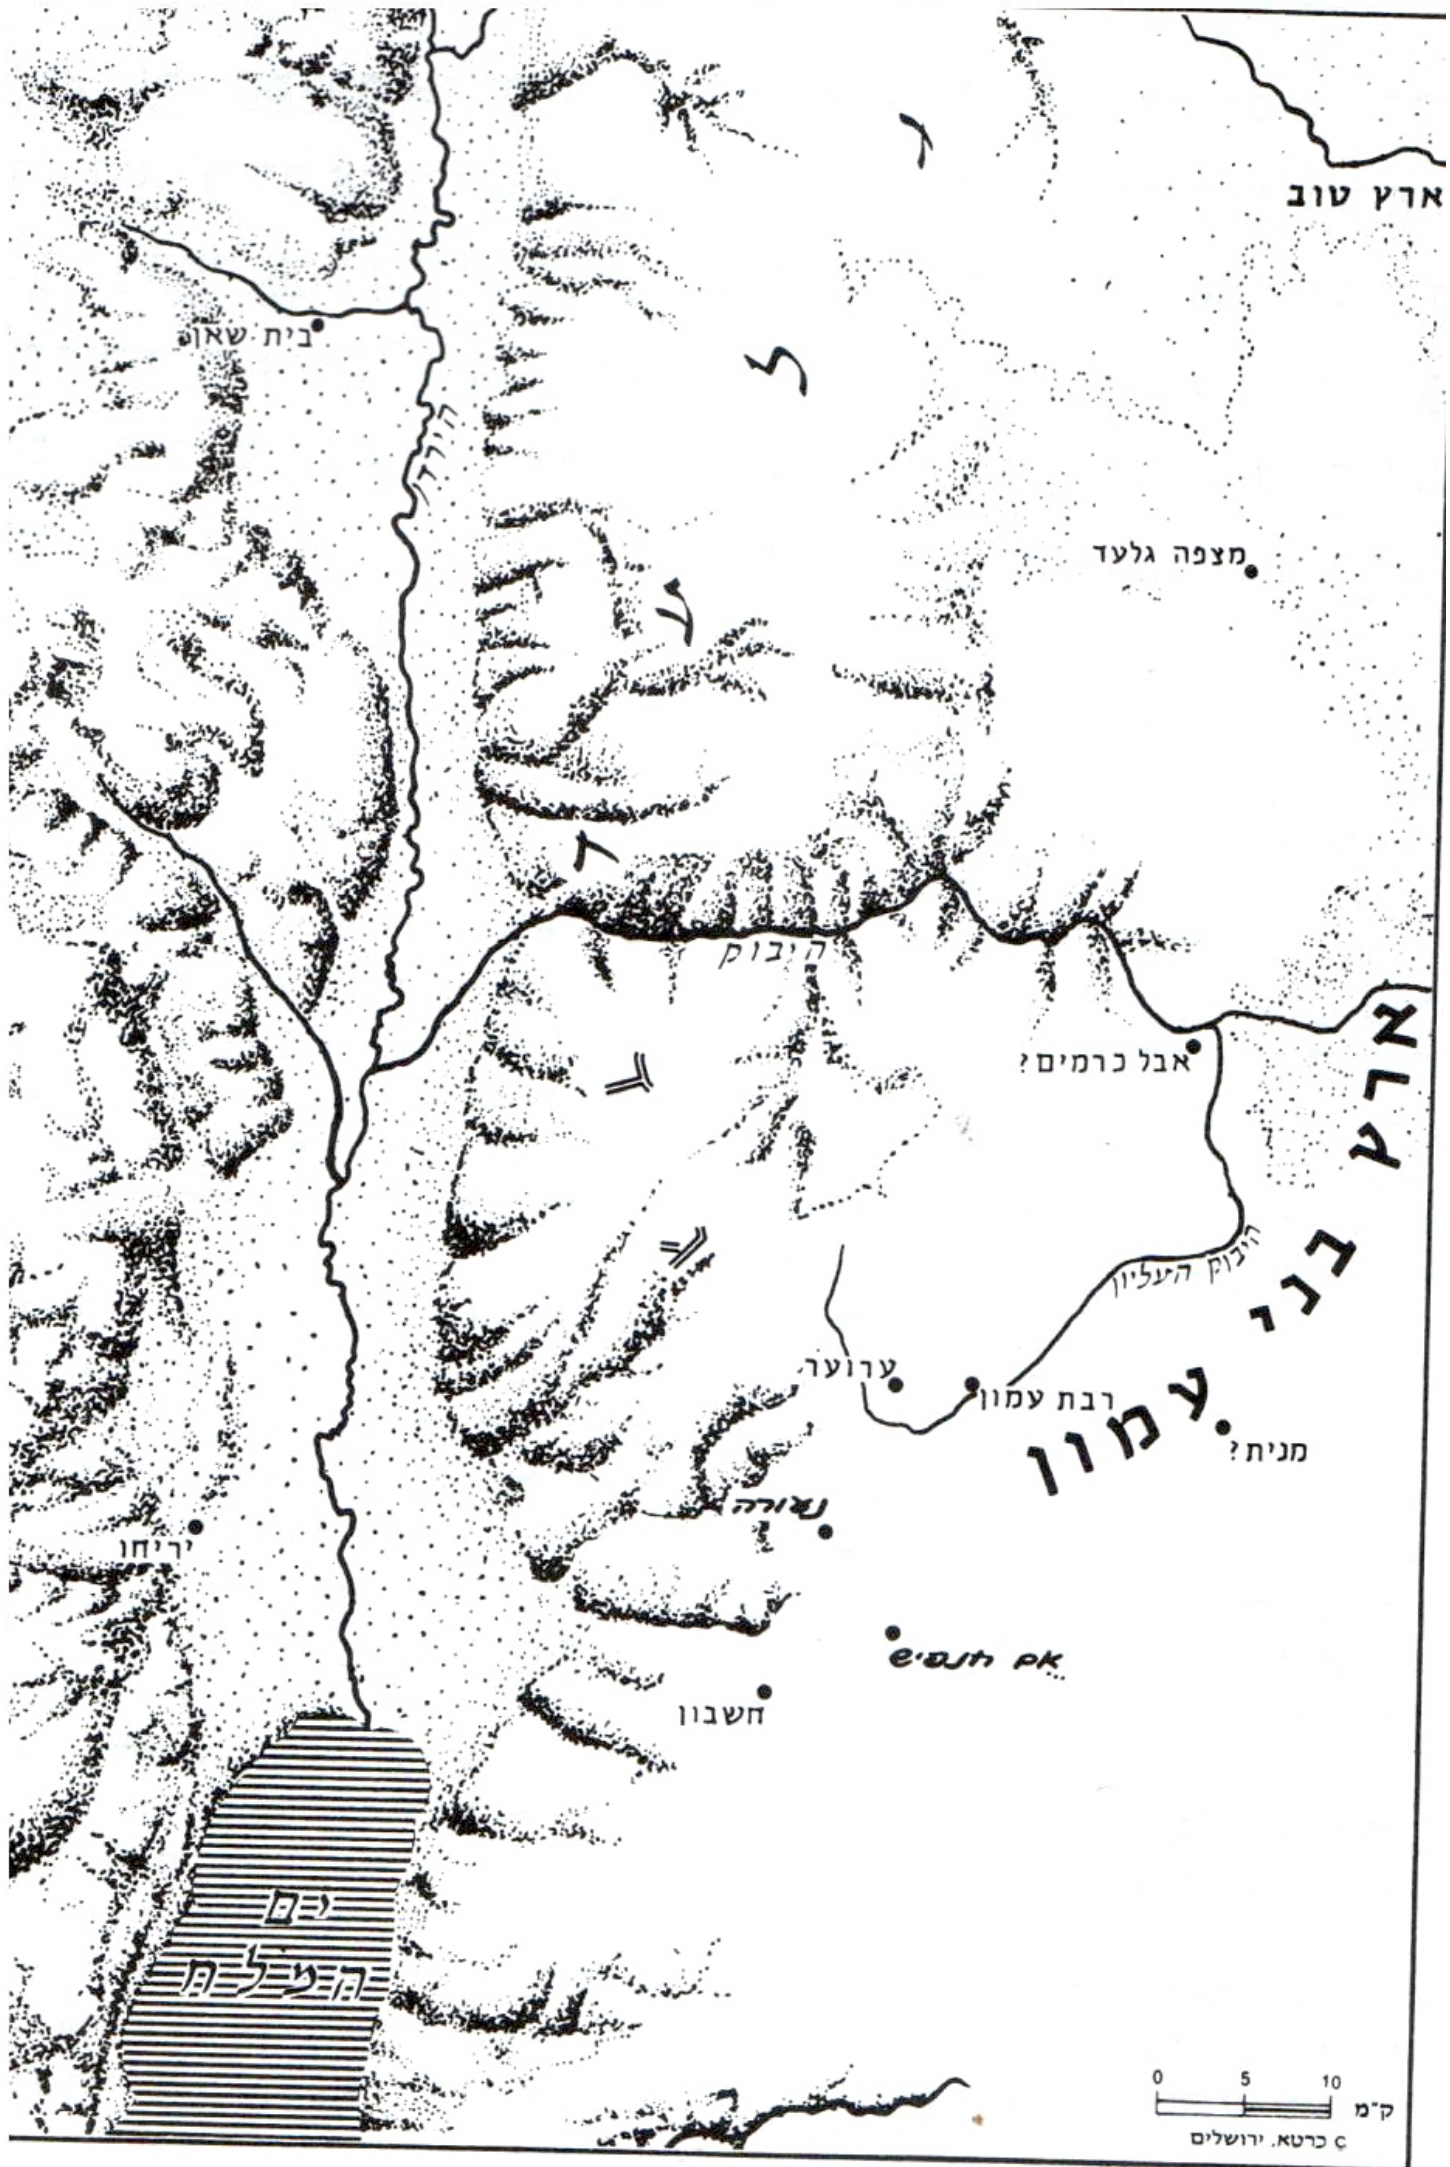 ארץ טוב
גלעד
בית שאן
הירדן
מצפה גלעד
היבוק
אבל כרמים?
ארץ בני עמון
היבוק העליון
ערוער
רבת עמון
מנית?
נעורה
יריחו
אם חנפיש
חשבון
ים
המלח
0 5 10
ק"מ
© כרטא, ירושלים